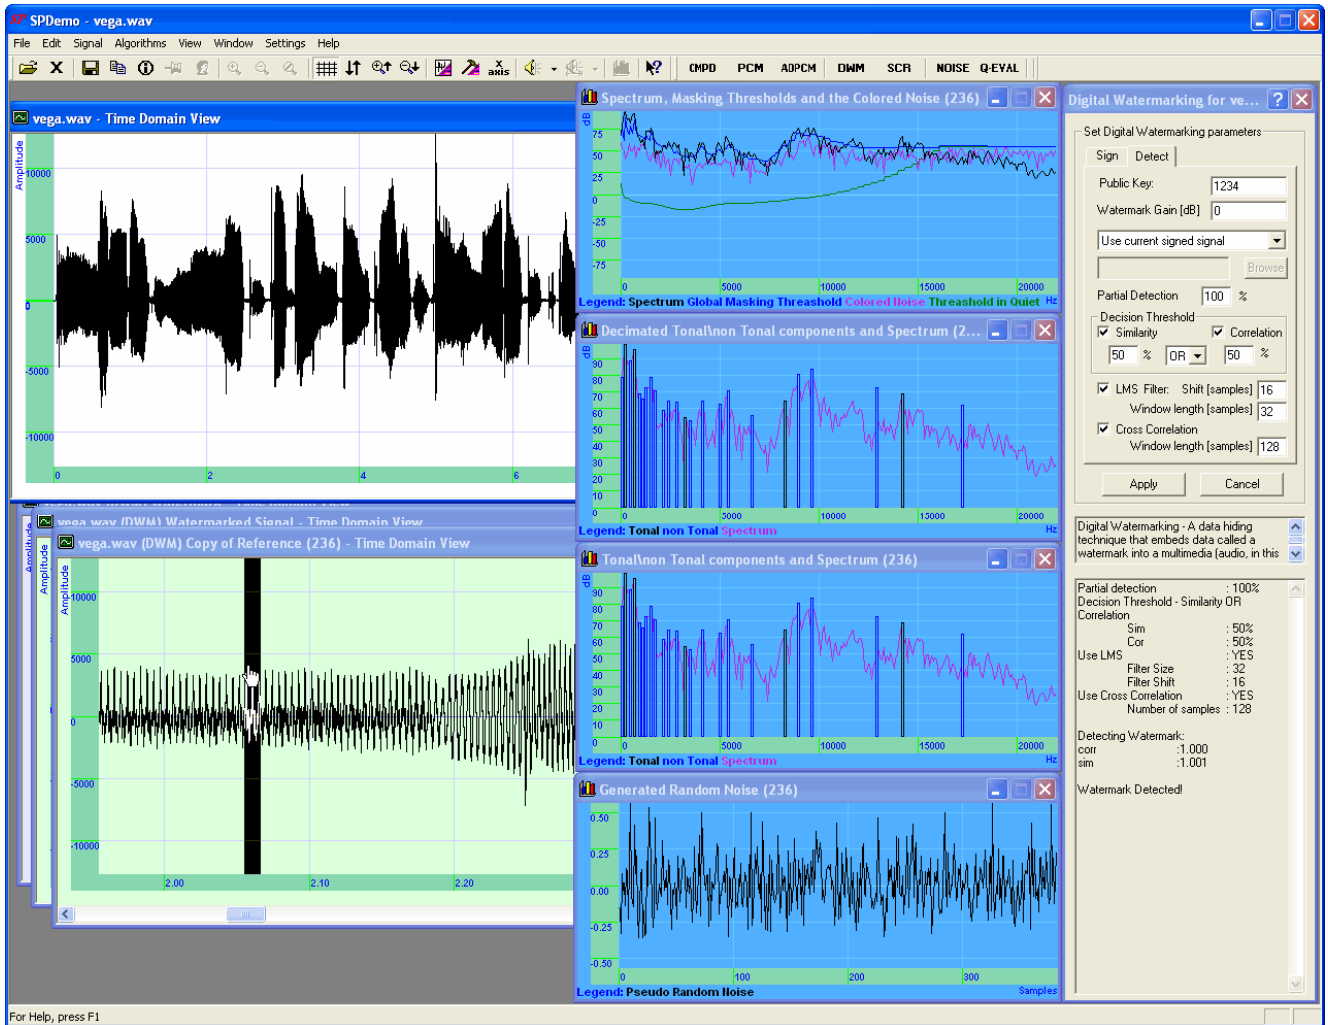 SPDemo - vega.wav
File Edit Signal Algorithms View Window Settings Help
x axis CMPD PCM ADPCM DWM SCR NOISE Q-EVAL
vega.wav - Time Domain View
Amplitude
10000
5000
0
-5000
-10000
0 2 4 6
vega.wav (DWM) Watermarked Signal - Time Domain View
Amplitude
Amplitude
vega.wav (DWM) Copy of Reference (236) - Time Domain View
Amplitude
10000
5000
0
-5000
-10000
2.00 2.10 2.20
Spectrum, Masking Thresholds and the Colored Noise (236)
dB
75
50
25
0
-25
-50
-75
0 5000 10000 15000 20000
Legend: Spectrum Global Masking Threashold Colored Noise Threashold in Quiet Hz
Decimated Tonal\non Tonal components and Spectrum (2...
dB
90
80
70
60
50
40
30
20
10
0
0 5000 10000 15000 20000
Legend: Tonal non Tonal Spectrum Hz
Tonal\non Tonal components and Spectrum (236)
dB
90
80
70
60
50
40
30
20
10
0
0 5000 10000 15000 20000
Legend: Tonal non Tonal Spectrum Hz
Generated Random Noise (236)
0.50
0.25
0.00
-0.25
-0.50
0 100 200 300
Legend: Pseudo Random Noise Samples
Digital Watermarking for ve...
Set Digital Watermarking parameters
Sign Detect
Public Key: 1234
Watermark Gain [dB] 0
Use current signed signal
Browse
Partial Detection 100 %
Decision Threshold
Similarity Correlation
50 % OR 50 %
LMS Filter: Shift [samples] 16
Window length [samples] 32
Cross Correlation
Window length [samples] 128
Apply Cancel
Digital Watermarking - A data hiding
technique that embeds data called a
watermark into a multimedia (audio, in this
Partial detection : 100%
Decision Threshold - Similarity OR
Correlation
Sim : 50%
Cor : 50%
Use LMS : YES
Filter Size : 32
Filter Shift : 16
Use Cross Correlation : YES
Number of samples : 128
Detecting Watermark:
corr :1.000
sim :1.001
Watermark Detected!
For Help, press F1